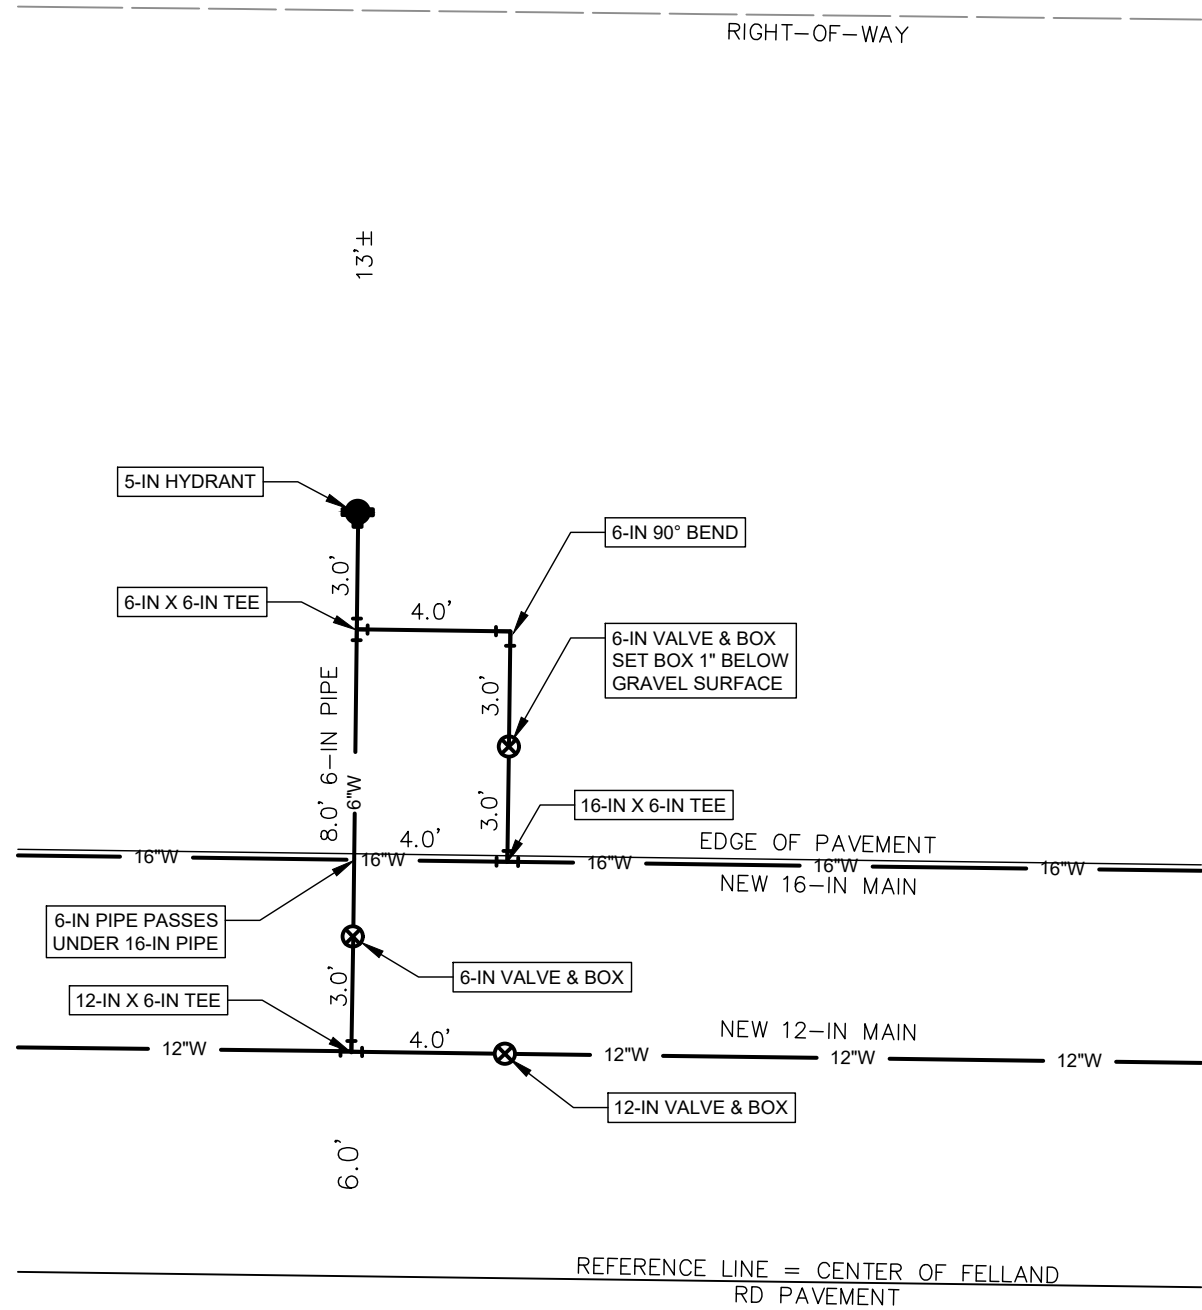 RIGHT-OF-WAY
13'±
5-IN HYDRANT
3.0'
6-IN 90° BEND
6-IN X 6-IN TEE
4.0'
6-IN VALVE & BOX
SET BOX 1" BELOW
GRAVEL SURFACE
3.0'
8.0' 6-IN PIPE
6"W
3.0'
16-IN X 6-IN TEE
4.0'
EDGE OF PAVEMENT
16"W 16"W 16"W 16"W 16"W
NEW 16-IN MAIN
6-IN PIPE PASSES
UNDER 16-IN PIPE
6-IN VALVE & BOX
3.0'
12-IN X 6-IN TEE
4.0'
NEW 12-IN MAIN
12"W 12"W 12"W 12"W
12-IN VALVE & BOX
6.0'
REFERENCE LINE = CENTER OF FELLAND
RD PAVEMENT